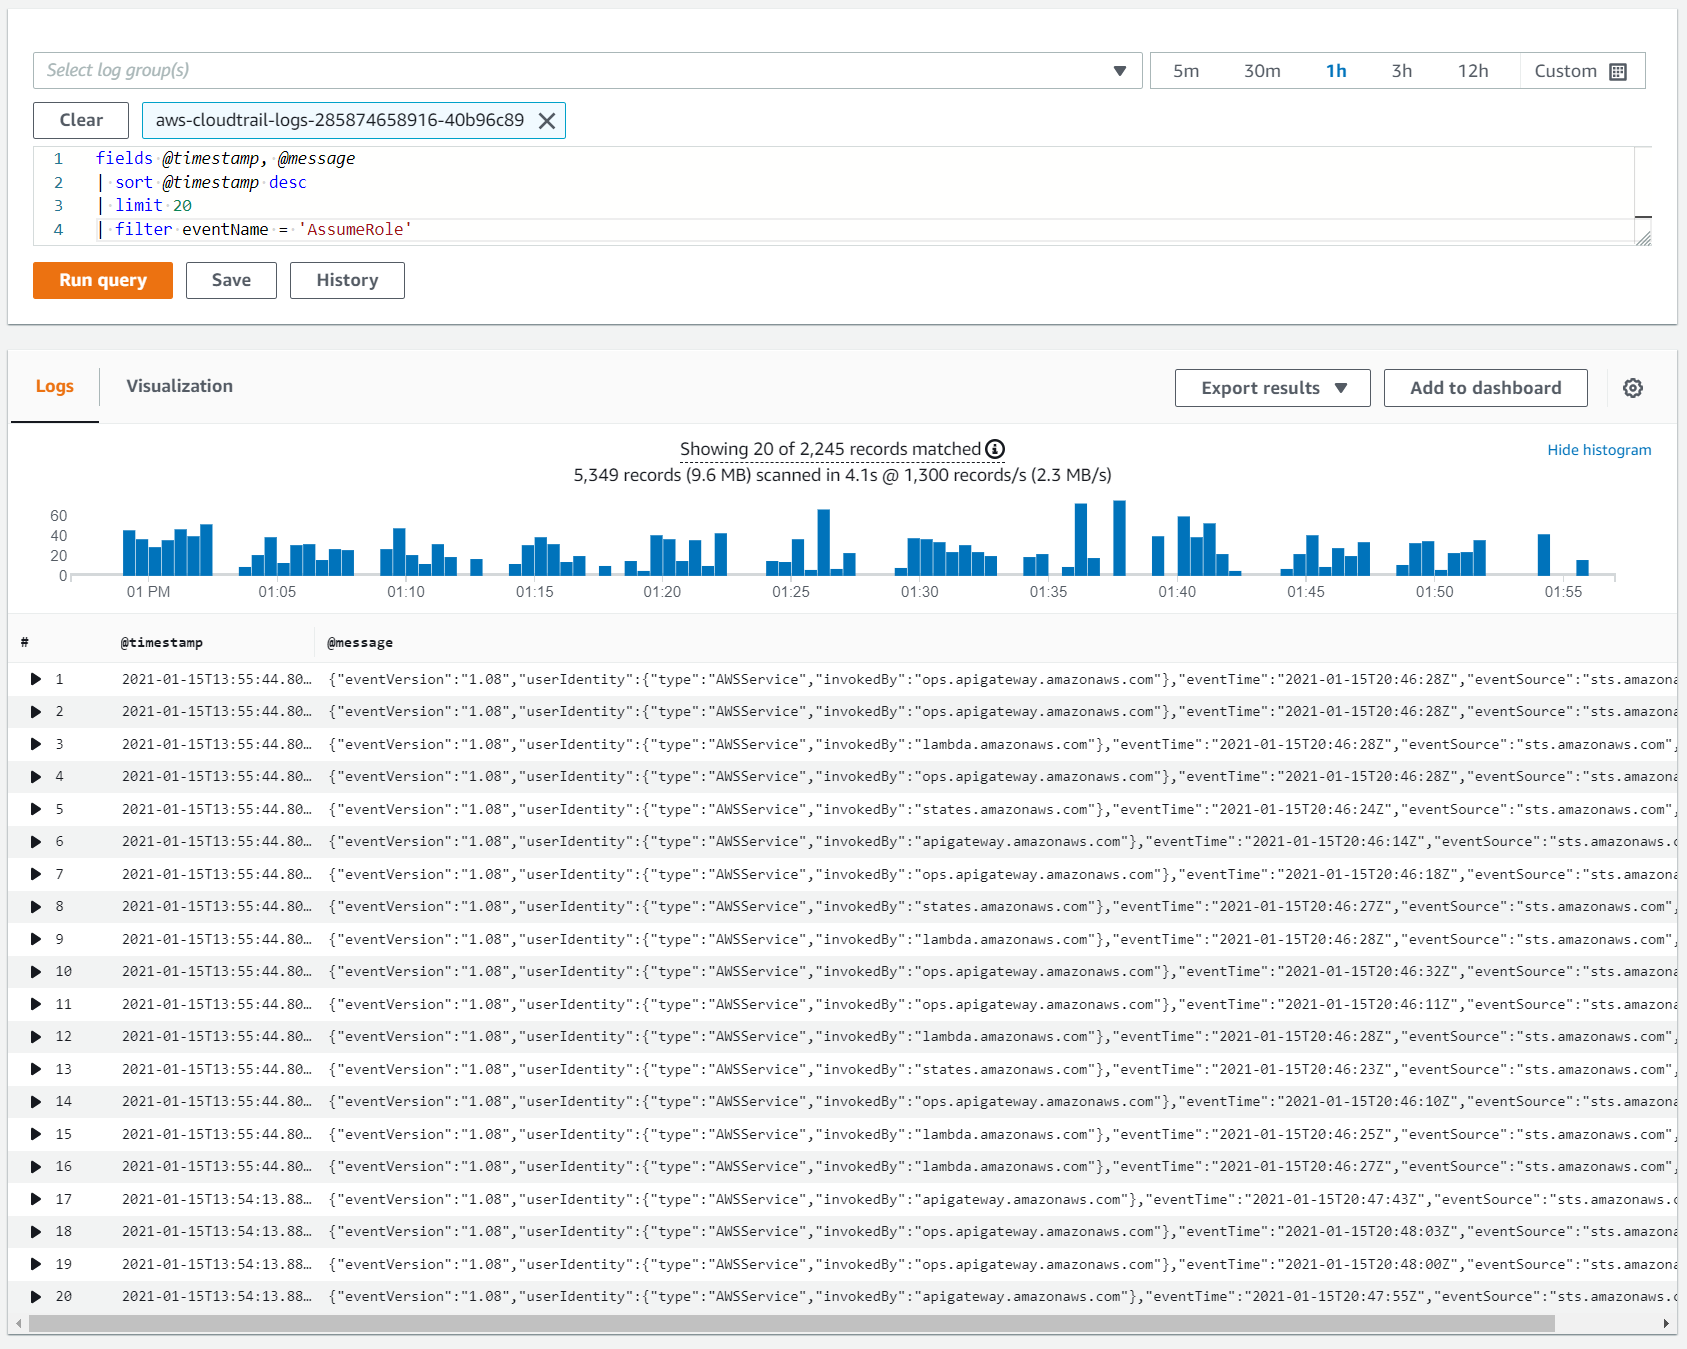 Select log group(s)
5m 30m 1h 3h 12h Custom
Clear aws-cloudtrail-logs-285874658916-40b96c89
1 fields @timestamp, @message
2 | sort @timestamp desc
3 | limit 20
4 | filter eventName = 'AssumeRole'
Run query Save History
Logs Visualization Export results Add to dashboard
Showing 20 of 2,245 records matched
Hide histogram
5,349 records (9.6 MB) scanned in 4.1s @ 1,300 records/s (2.3 MB/s)
60
40
20
0
01 PM 01:05 01:10 01:15 01:20 01:25 01:30 01:35 01:40 01:45 01:50 01:55
# @timestamp @message
1 2021-01-15T13:55:44.80… {"eventVersion":"1.08","userIdentity":{"type":"AWSService","invokedBy":"ops.apigateway.amazonaws.com"},"eventTime":"2021-01-15T20:46:28Z","eventSource":"sts.amazona
2 2021-01-15T13:55:44.80… {"eventVersion":"1.08","userIdentity":{"type":"AWSService","invokedBy":"ops.apigateway.amazonaws.com"},"eventTime":"2021-01-15T20:46:28Z","eventSource":"sts.amazona
3 2021-01-15T13:55:44.80… {"eventVersion":"1.08","userIdentity":{"type":"AWSService","invokedBy":"lambda.amazonaws.com"},"eventTime":"2021-01-15T20:46:28Z","eventSource":"sts.amazonaws.com",
4 2021-01-15T13:55:44.80… {"eventVersion":"1.08","userIdentity":{"type":"AWSService","invokedBy":"ops.apigateway.amazonaws.com"},"eventTime":"2021-01-15T20:46:28Z","eventSource":"sts.amazona
5 2021-01-15T13:55:44.80… {"eventVersion":"1.08","userIdentity":{"type":"AWSService","invokedBy":"states.amazonaws.com"},"eventTime":"2021-01-15T20:46:24Z","eventSource":"sts.amazonaws.com",
6 2021-01-15T13:55:44.80… {"eventVersion":"1.08","userIdentity":{"type":"AWSService","invokedBy":"apigateway.amazonaws.com"},"eventTime":"2021-01-15T20:46:14Z","eventSource":"sts.amazonaws.c
7 2021-01-15T13:55:44.80… {"eventVersion":"1.08","userIdentity":{"type":"AWSService","invokedBy":"ops.apigateway.amazonaws.com"},"eventTime":"2021-01-15T20:46:18Z","eventSource":"sts.amazona
8 2021-01-15T13:55:44.80… {"eventVersion":"1.08","userIdentity":{"type":"AWSService","invokedBy":"states.amazonaws.com"},"eventTime":"2021-01-15T20:46:27Z","eventSource":"sts.amazonaws.com",
9 2021-01-15T13:55:44.80… {"eventVersion":"1.08","userIdentity":{"type":"AWSService","invokedBy":"lambda.amazonaws.com"},"eventTime":"2021-01-15T20:46:28Z","eventSource":"sts.amazonaws.com",
10 2021-01-15T13:55:44.80… {"eventVersion":"1.08","userIdentity":{"type":"AWSService","invokedBy":"ops.apigateway.amazonaws.com"},"eventTime":"2021-01-15T20:46:32Z","eventSource":"sts.amazona
11 2021-01-15T13:55:44.80… {"eventVersion":"1.08","userIdentity":{"type":"AWSService","invokedBy":"ops.apigateway.amazonaws.com"},"eventTime":"2021-01-15T20:46:11Z","eventSource":"sts.amazona
12 2021-01-15T13:55:44.80… {"eventVersion":"1.08","userIdentity":{"type":"AWSService","invokedBy":"lambda.amazonaws.com"},"eventTime":"2021-01-15T20:46:28Z","eventSource":"sts.amazonaws.com",
13 2021-01-15T13:55:44.80… {"eventVersion":"1.08","userIdentity":{"type":"AWSService","invokedBy":"states.amazonaws.com"},"eventTime":"2021-01-15T20:46:23Z","eventSource":"sts.amazonaws.com",
14 2021-01-15T13:55:44.80… {"eventVersion":"1.08","userIdentity":{"type":"AWSService","invokedBy":"ops.apigateway.amazonaws.com"},"eventTime":"2021-01-15T20:46:10Z","eventSource":"sts.amazona
15 2021-01-15T13:55:44.80… {"eventVersion":"1.08","userIdentity":{"type":"AWSService","invokedBy":"lambda.amazonaws.com"},"eventTime":"2021-01-15T20:46:25Z","eventSource":"sts.amazonaws.com",
16 2021-01-15T13:55:44.80… {"eventVersion":"1.08","userIdentity":{"type":"AWSService","invokedBy":"lambda.amazonaws.com"},"eventTime":"2021-01-15T20:46:27Z","eventSource":"sts.amazonaws.com",
17 2021-01-15T13:54:13.88… {"eventVersion":"1.08","userIdentity":{"type":"AWSService","invokedBy":"apigateway.amazonaws.com"},"eventTime":"2021-01-15T20:47:43Z","eventSource":"sts.amazonaws.c
18 2021-01-15T13:54:13.88… {"eventVersion":"1.08","userIdentity":{"type":"AWSService","invokedBy":"ops.apigateway.amazonaws.com"},"eventTime":"2021-01-15T20:48:03Z","eventSource":"sts.amazona
19 2021-01-15T13:54:13.88… {"eventVersion":"1.08","userIdentity":{"type":"AWSService","invokedBy":"ops.apigateway.amazonaws.com"},"eventTime":"2021-01-15T20:48:00Z","eventSource":"sts.amazona
20 2021-01-15T13:54:13.88… {"eventVersion":"1.08","userIdentity":{"type":"AWSService","invokedBy":"apigateway.amazonaws.com"},"eventTime":"2021-01-15T20:47:55Z","eventSource":"sts.amazonaws.c